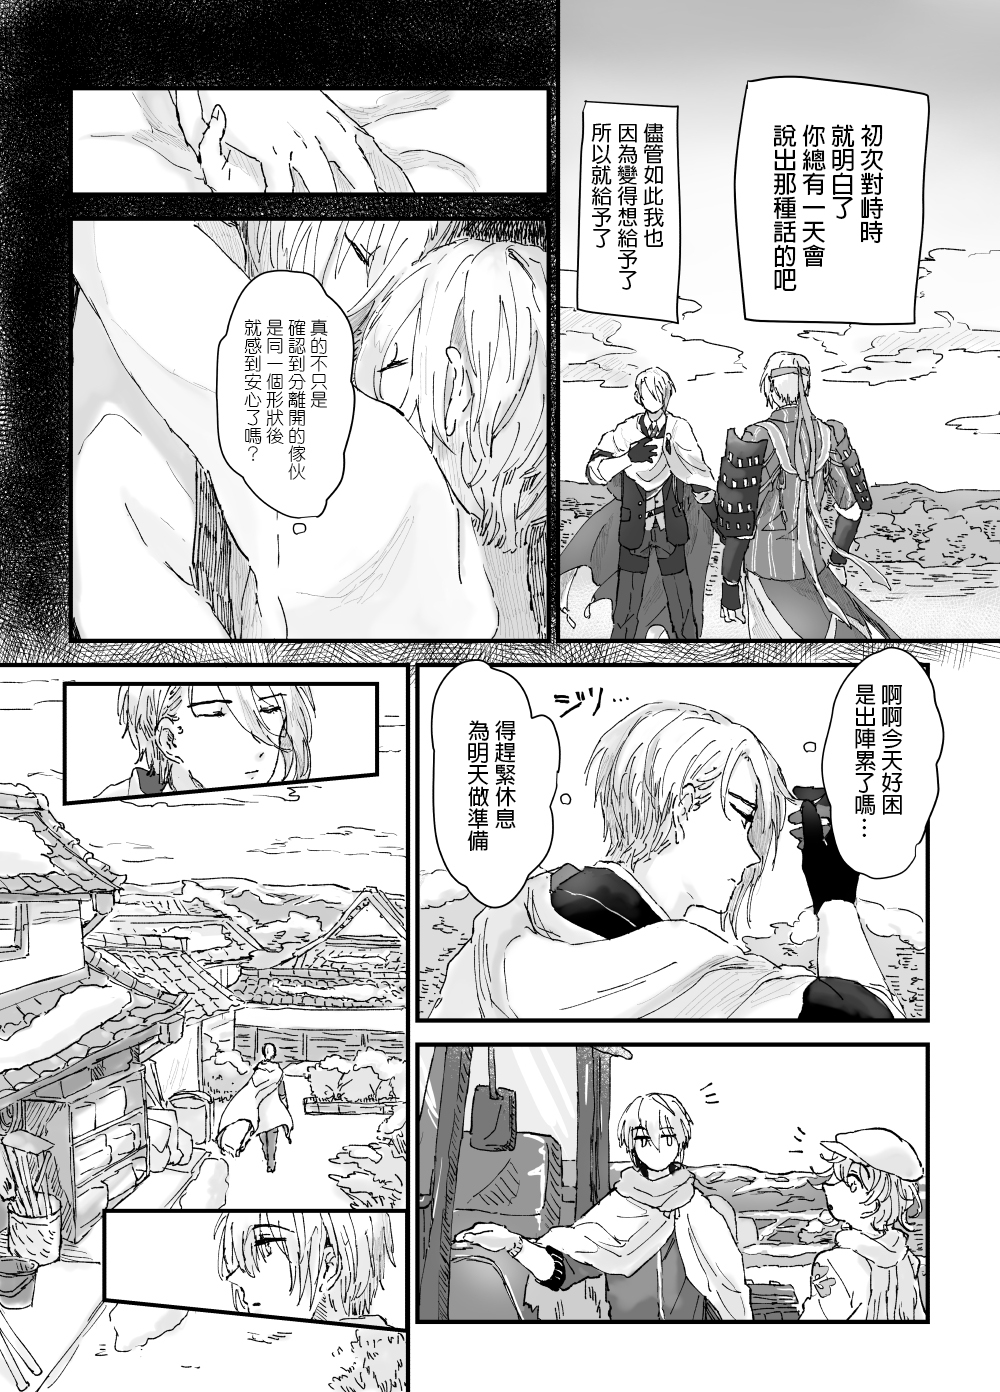 初次對峙時
就明白了
你總有一天會
說出那種話的吧
儘管如此我也
因為變得想給予了
所以就給予了
真的不只是
確認到分離開的傢伙
是同一個形狀後
就感到安心了嗎？
啊啊今天好困
是出陣累了嗎…
ジリ…
得趕緊休息
為明天做準備